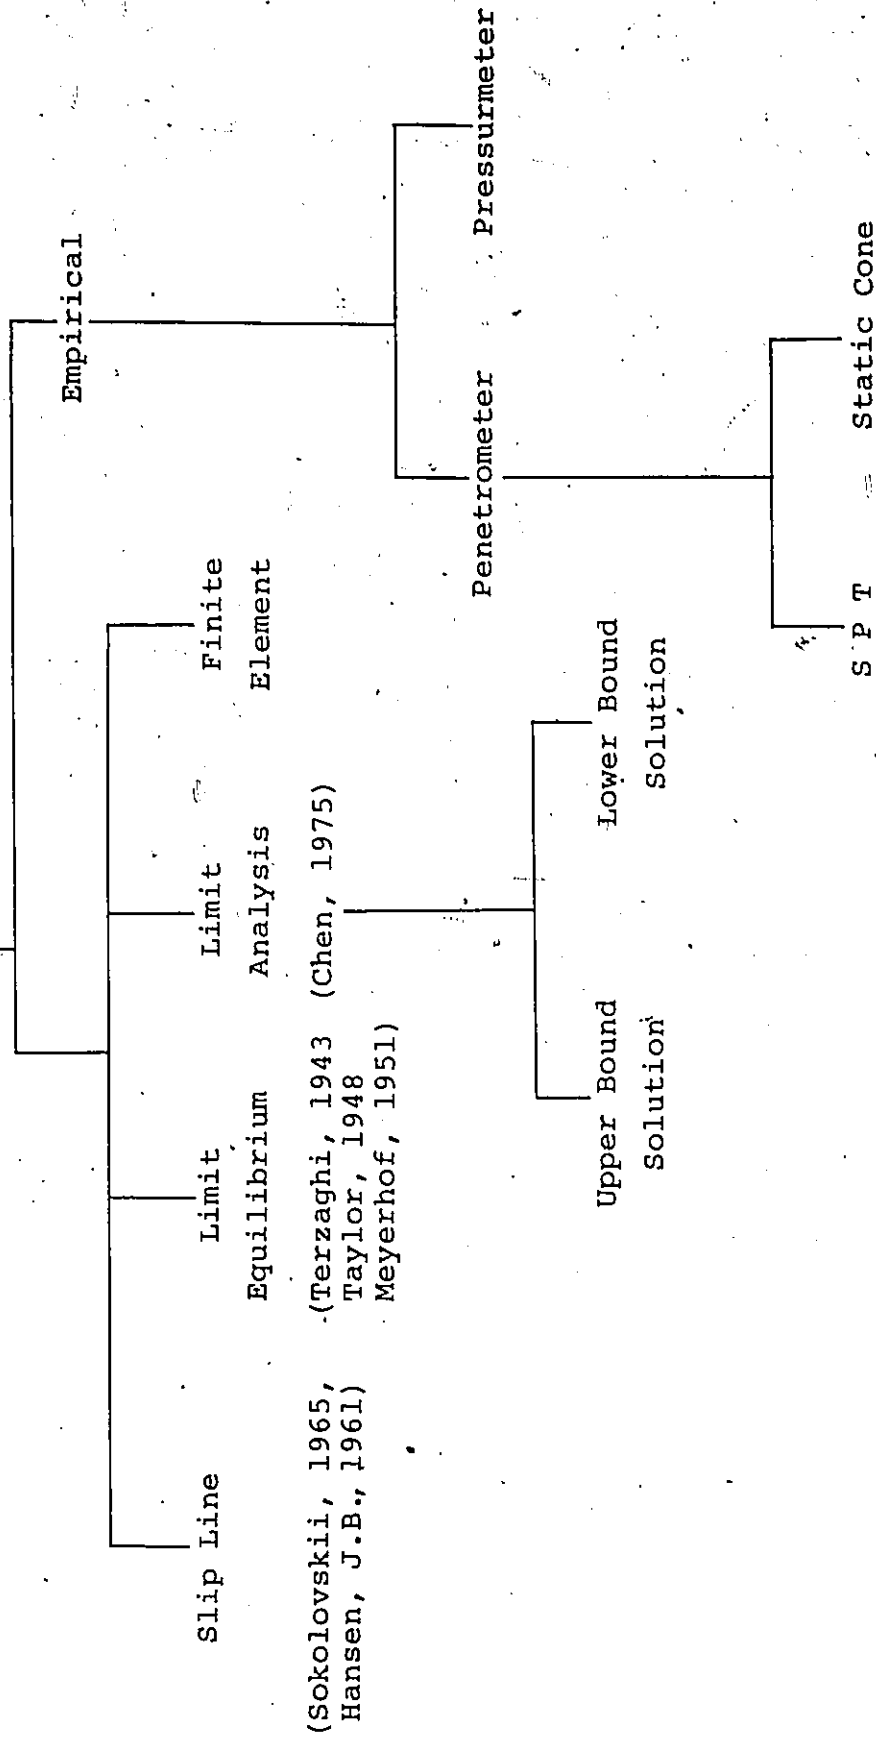 Empirical
Slip Line
(Sokolovskii, 1965,
Hansen, J.B., 1961)
Limit
Equilibrium
(Terzaghi, 1943
Taylor, 1948
Meyerhof, 1951)
Limit
Analysis
(Chen, 1975)
Finite
Element
Upper Bound
Solution
Lower Bound
Solution
Penetrometer
Pressurmeter
S P T
Static Cone